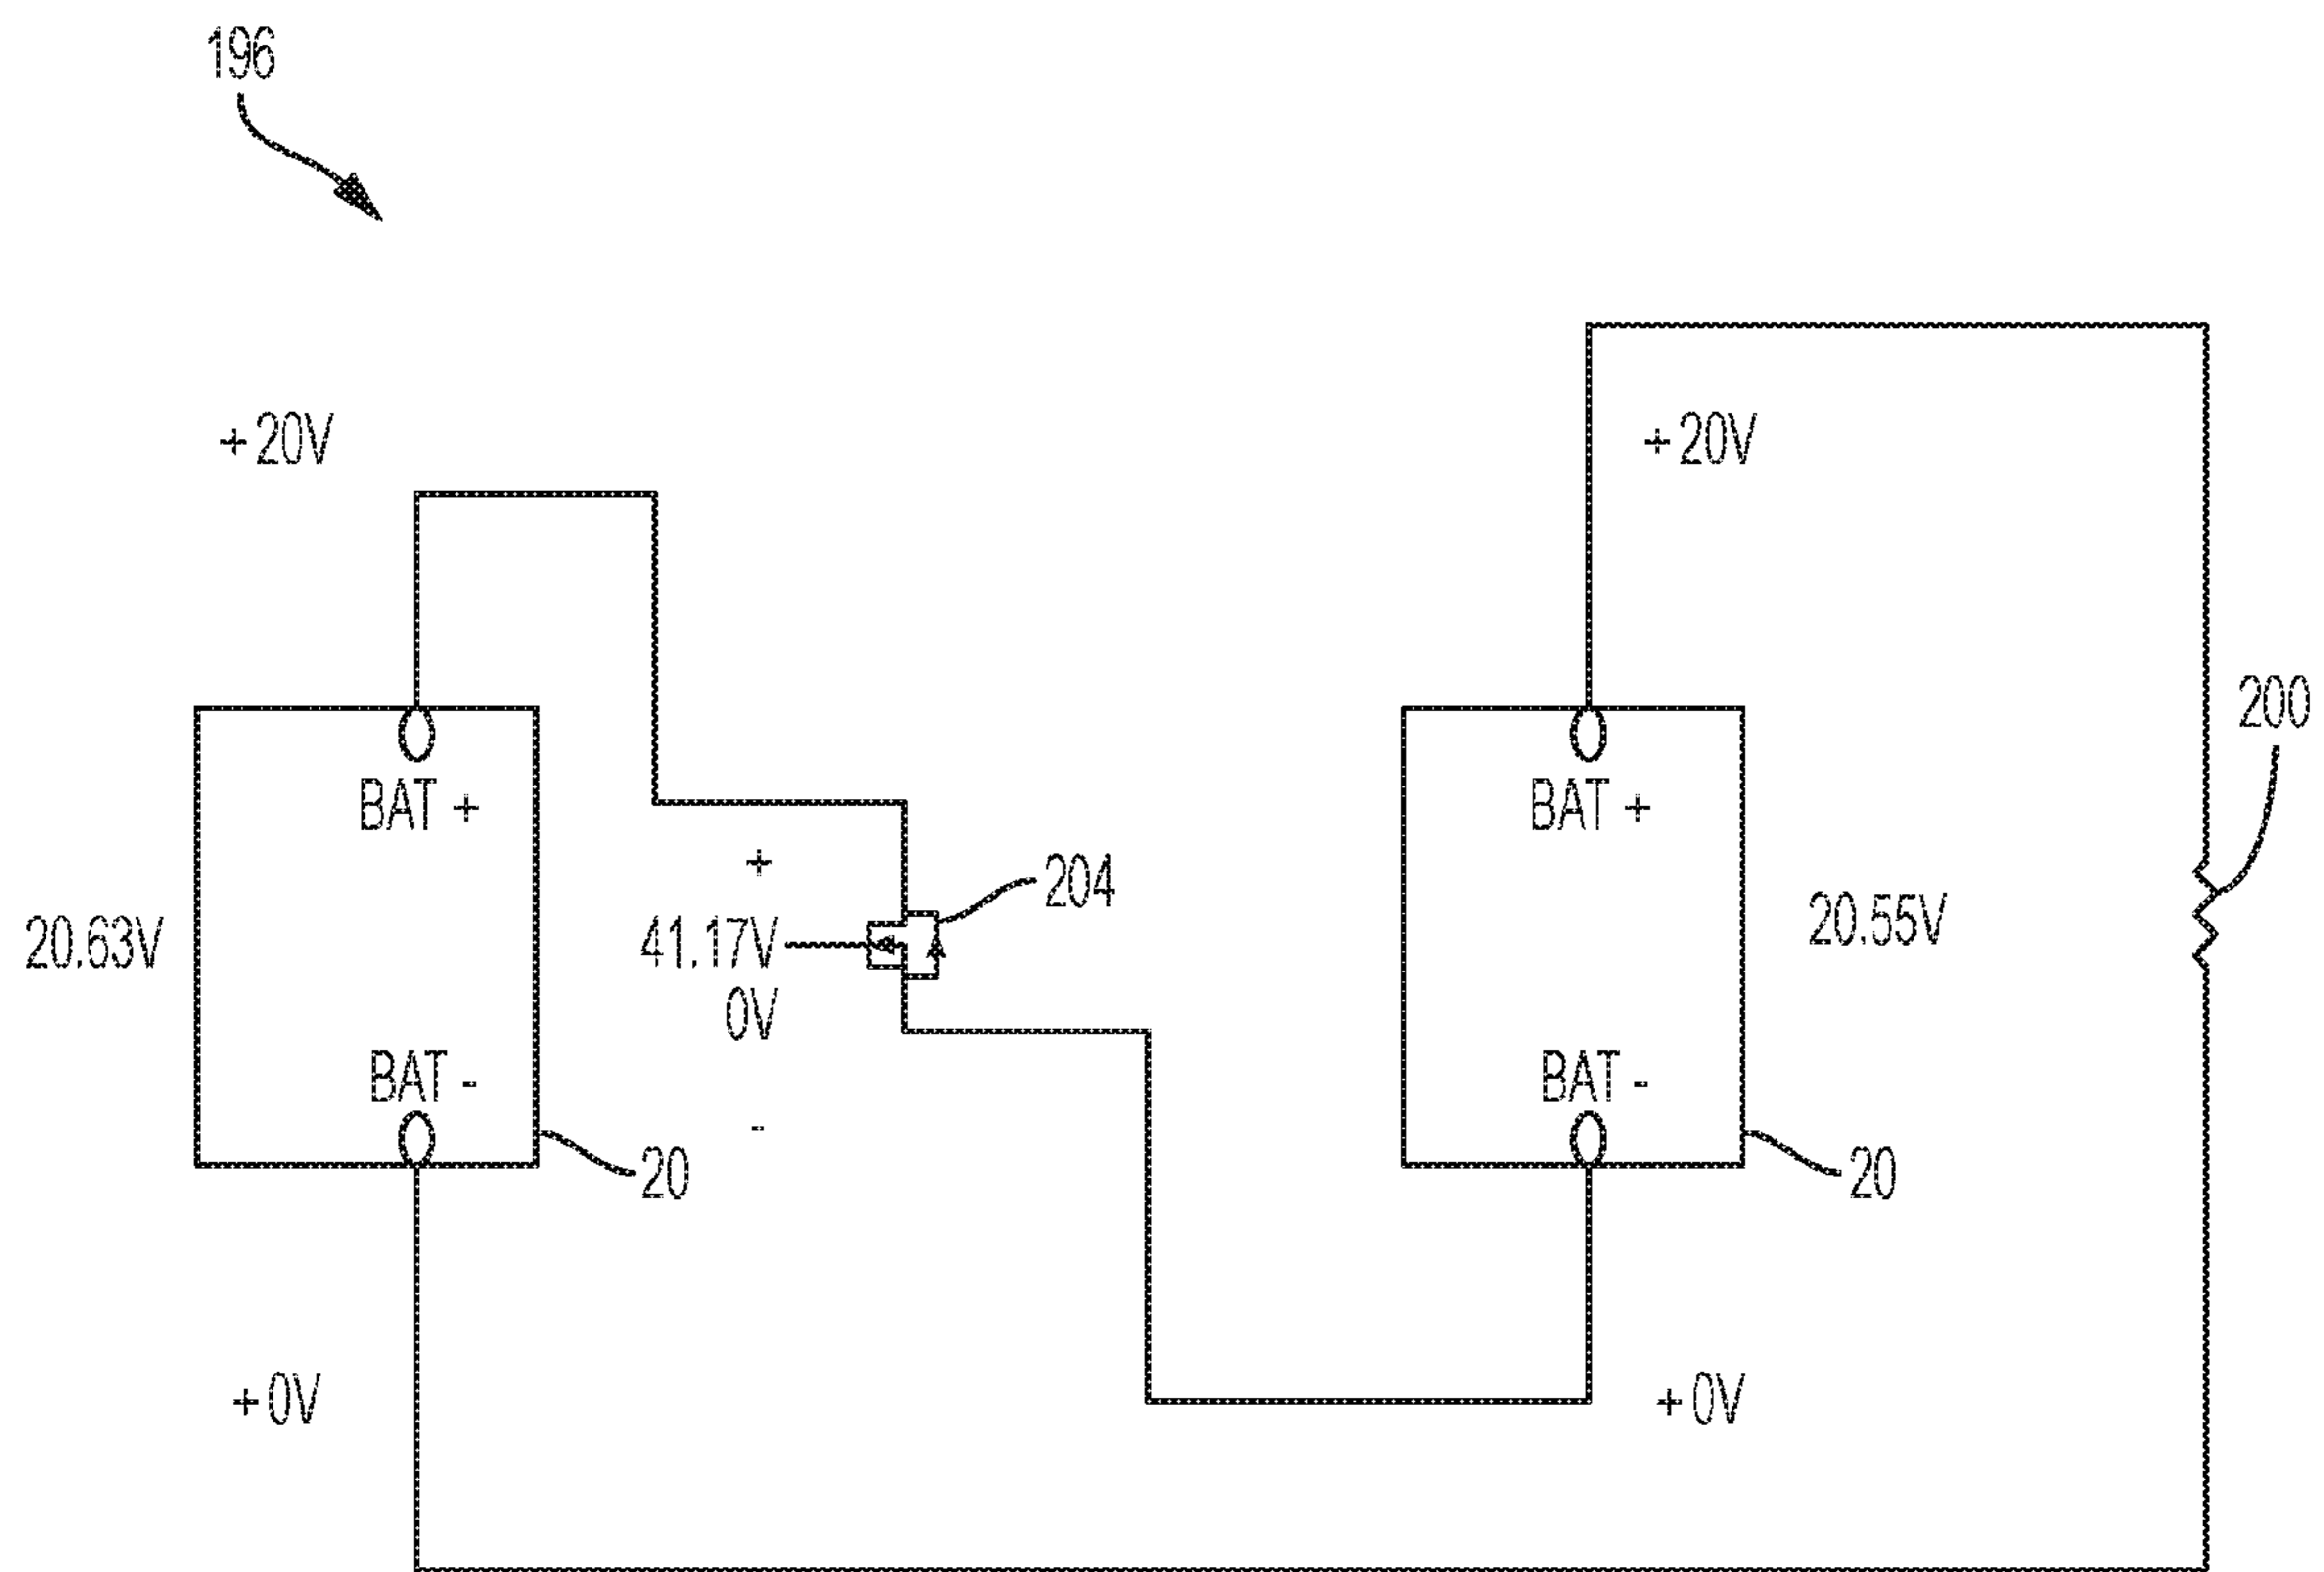 196
+20V
+20V
200
BAT +
BAT +
+
204
20.63V
41.17V
20.55V
0V
BAT -
BAT -
-
20
20
+0V
+0V